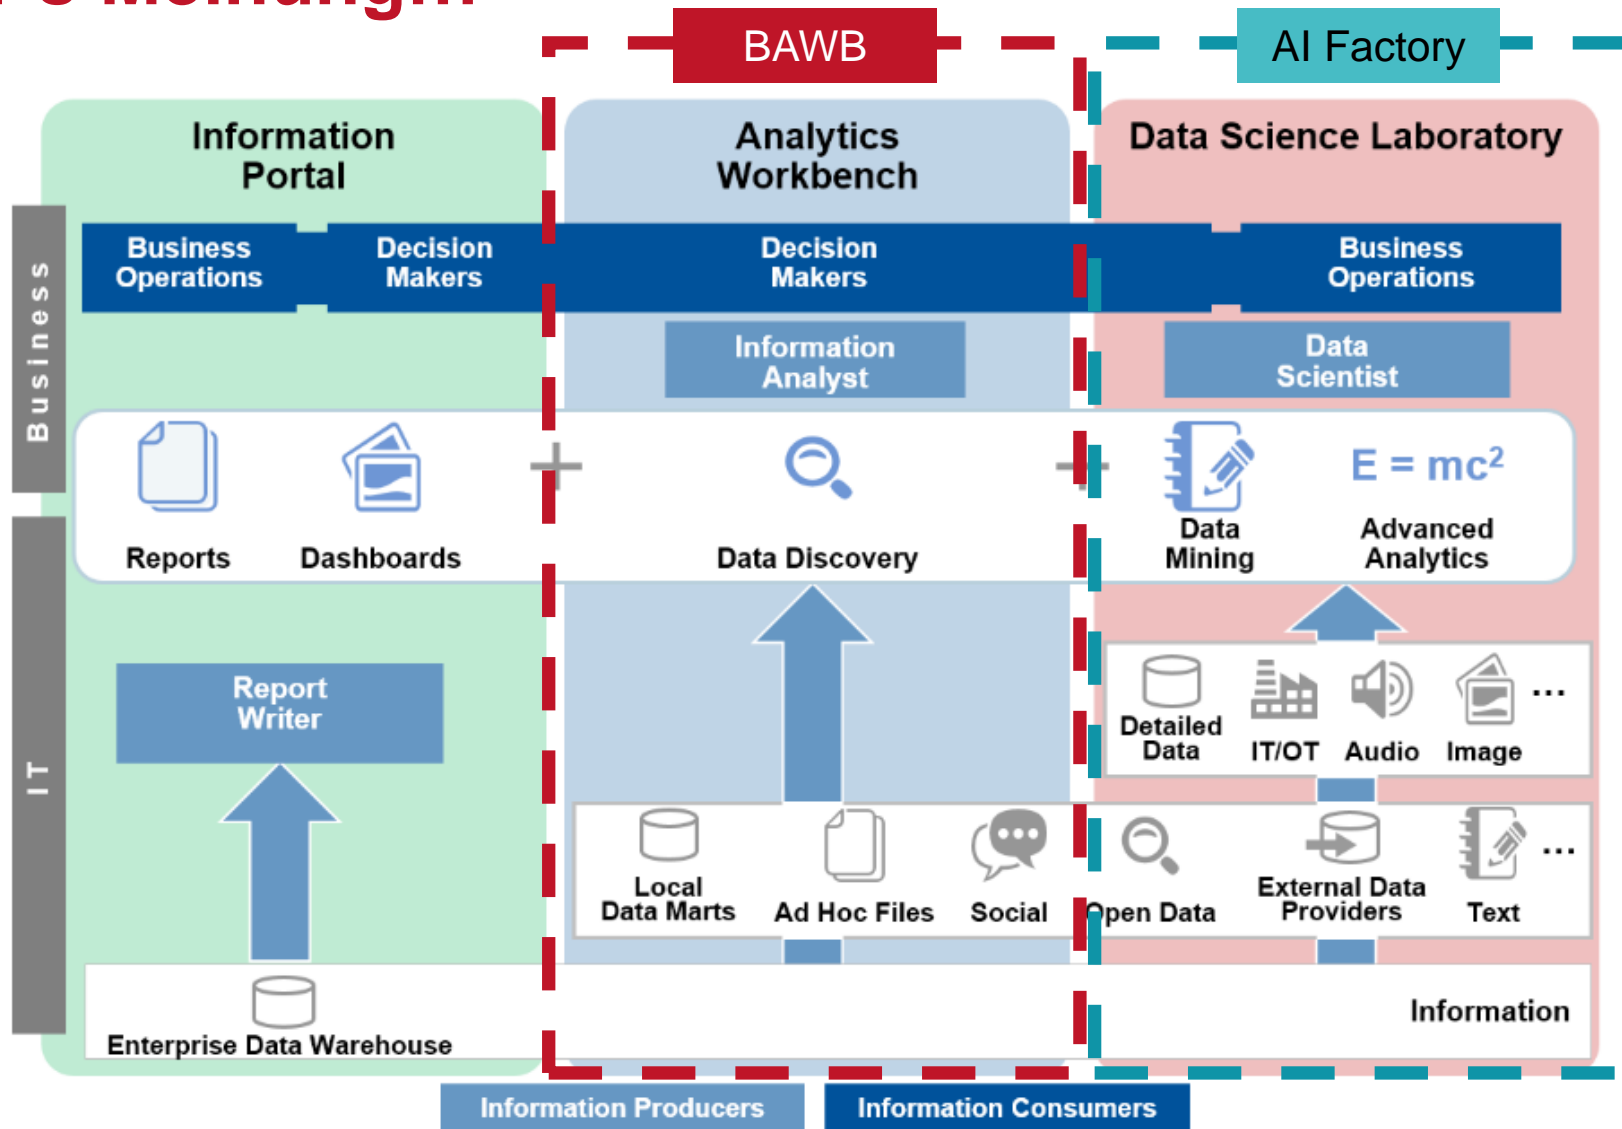 BAWB
AI Factory
Information
Portal
Analytics
Workbench
Data Science Laboratory
Business
Business
Operations
Decision
Makers
Decision
Makers
Business
Operations
Information
Analyst
Data
Scientist
Reports
Dashboards
Data Discovery
Data
Mining
E = mc²
Advanced
Analytics
IT
Report
Writer
Detailed
Data
IT/OT
Audio
Image
...
Local
Data Marts
Ad Hoc Files
Social
Open Data
External Data
Providers
Text
...
Enterprise Data Warehouse
Information
Information Producers
Information Consumers